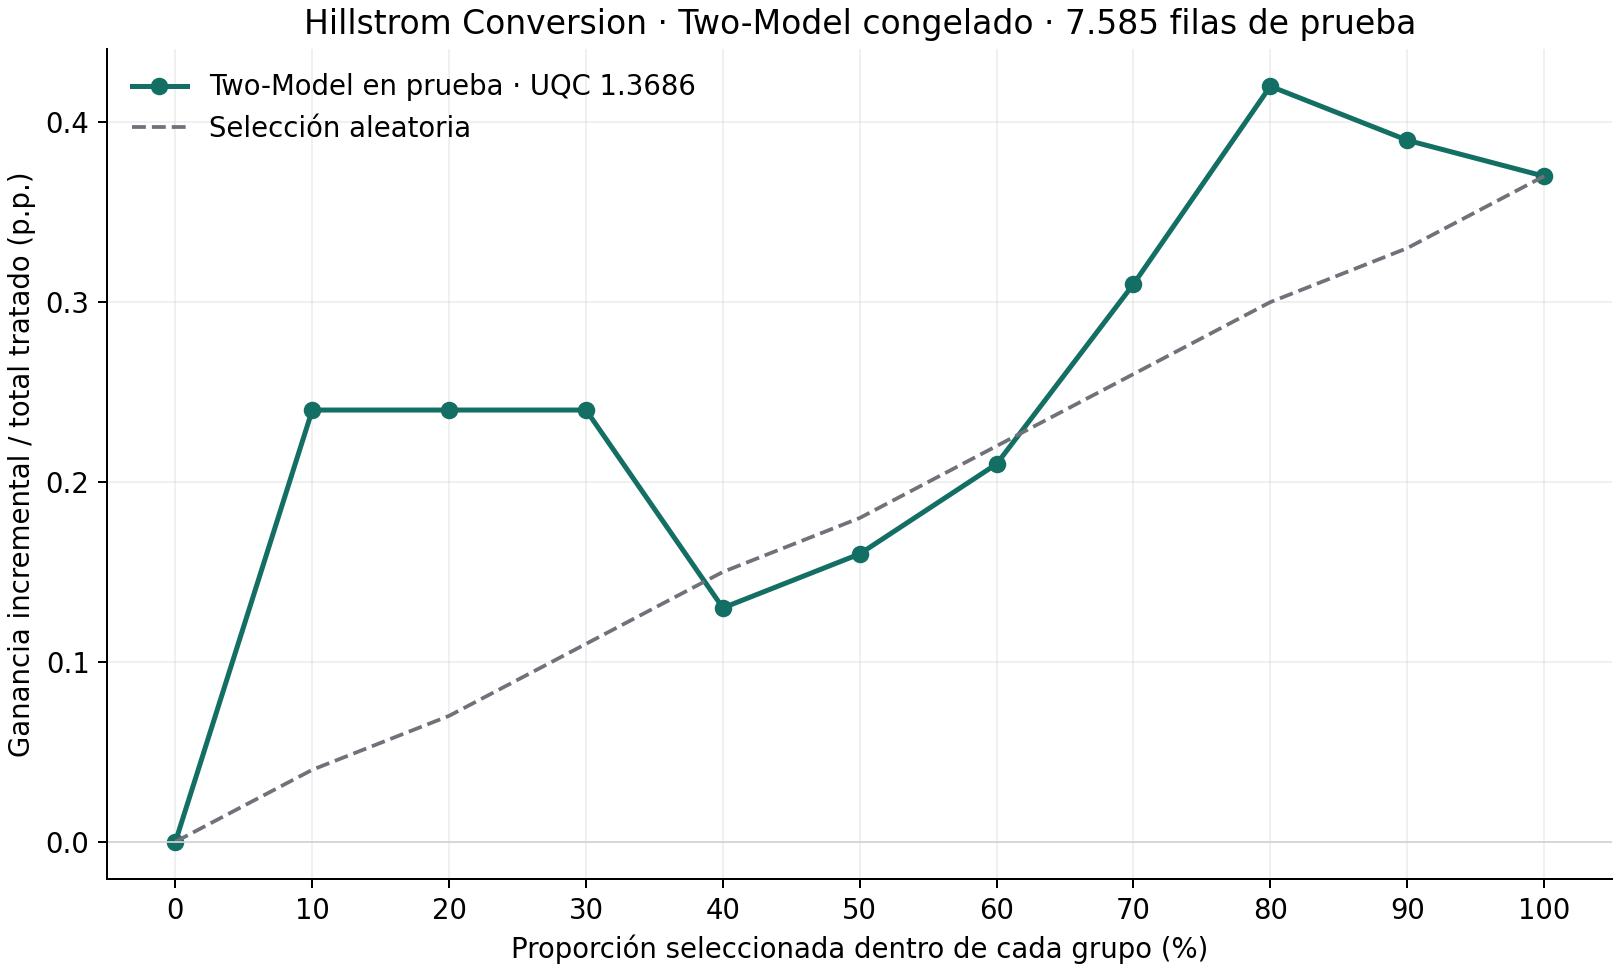 Hillstrom Conversion · Two-Model congelado · 7.585 filas de prueba
Two-Model en prueba · UQC 1.3686
Selección aleatoria
Ganancia incremental / total tratado (p.p.)
0.4
0.3
0.2
0.1
0.0
0 10 20 30 40 50 60 70 80 90 100
Proporción seleccionada dentro de cada grupo (%)